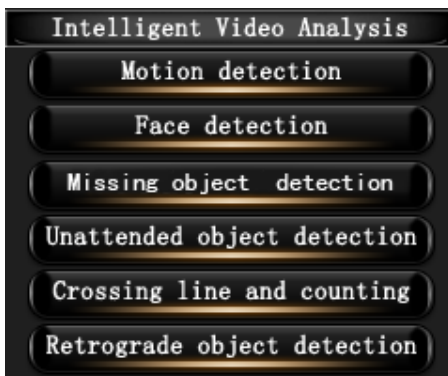 Intelligent Video Analysis
Motion detection
Face detection
Missing object detection
Unattended object detection
Crossing line and counting
Retrograde object detection